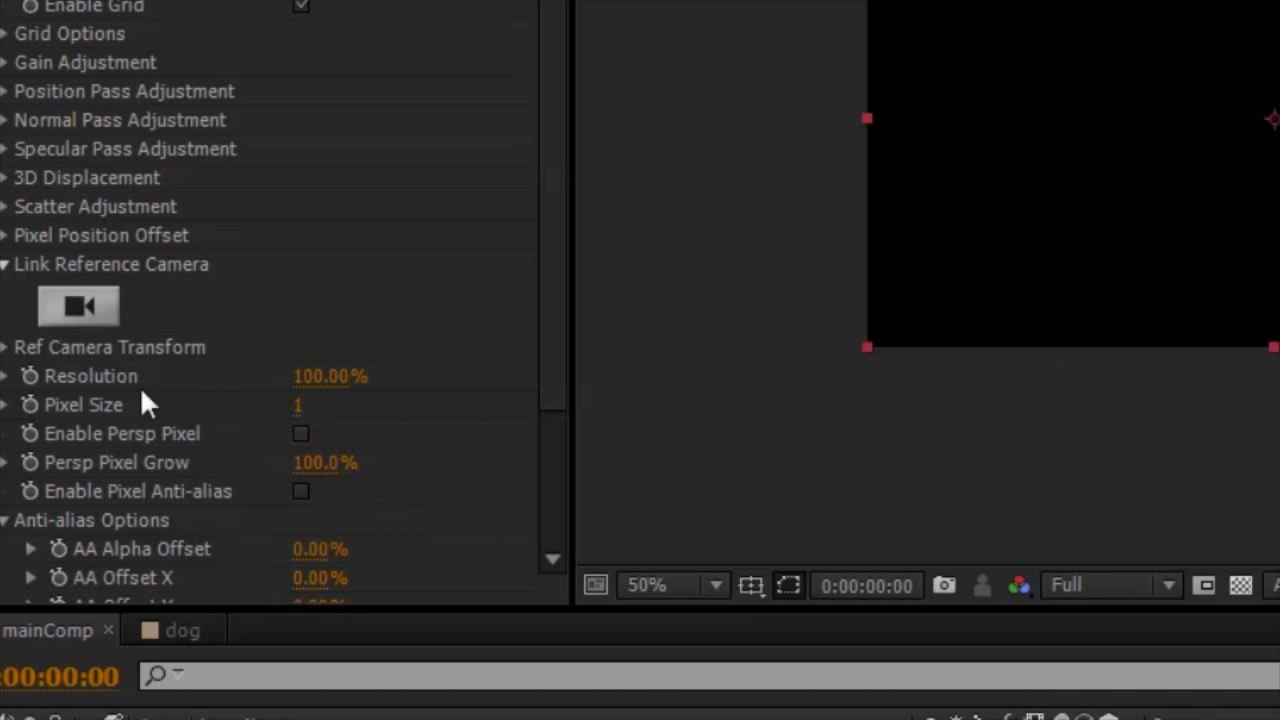 Enable Grid
Grid Options
Gain Adjustment
Position Pass Adjustment
Normal Pass Adjustment
Specular Pass Adjustment
3D Displacement
Scatter Adjustment
Pixel Position Offset
Link Reference Camera
Ref Camera Transform
Resolution 100.00%
Pixel Size 1
Enable Persp Pixel
Persp Pixel Grow 100.0%
Enable Pixel Anti-alias
Anti-alias Options
AA Alpha Offset 0.00%
AA Offset X 0.00%
50% 0:00:00:00 Full
mainComp × dog
:00:00:00